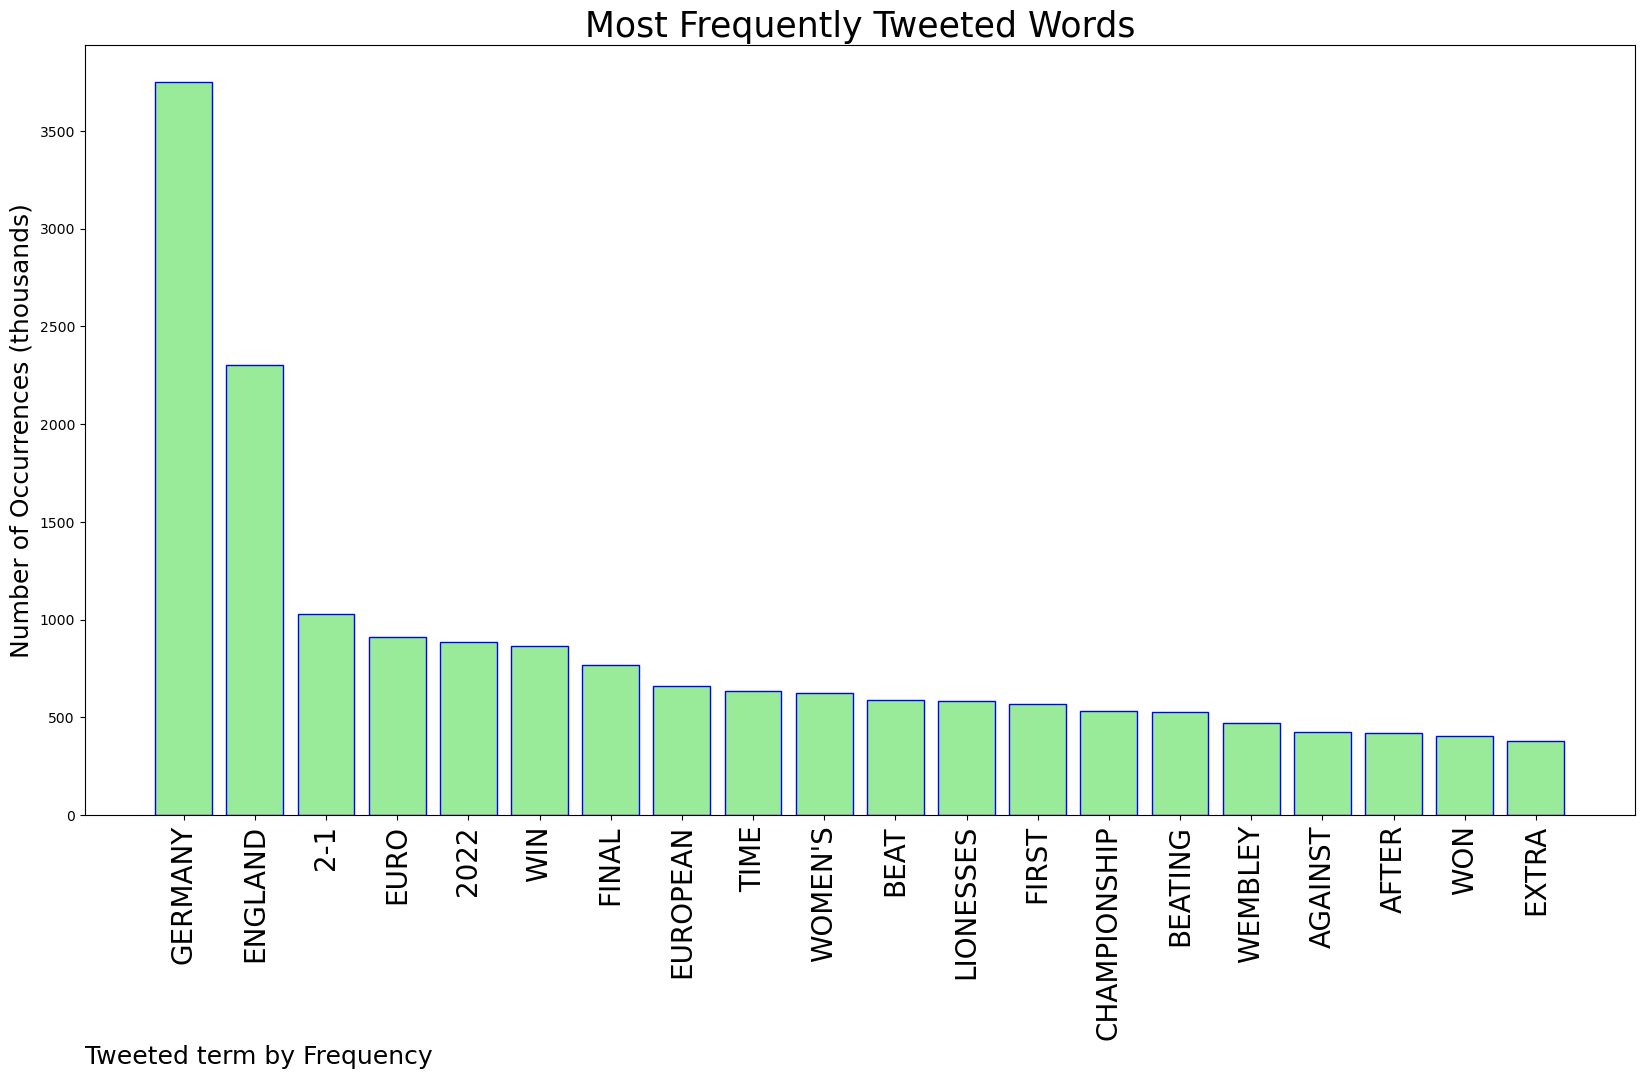 Most Frequently Tweeted Words
Number of Occurrences (thousands)
3500
3000
2500
2000
1500
1000
500
0
GERMANY
ENGLAND
2-1
EURO
2022
WIN
FINAL
EUROPEAN
TIME
WOMEN'S
BEAT
LIONESSES
FIRST
CHAMPIONSHIP
BEATING
WEMBLEY
AGAINST
AFTER
WON
EXTRA
Tweeted term by Frequency